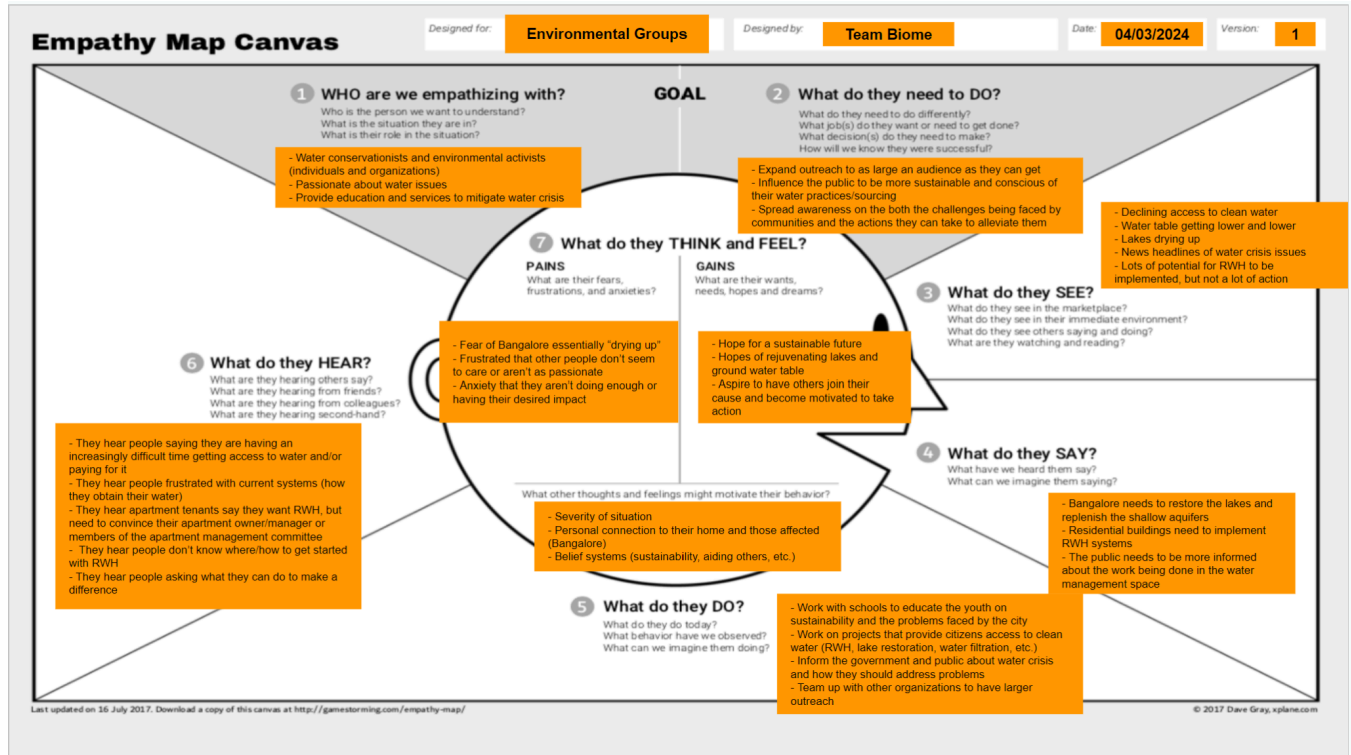 Empathy Map Canvas
Designed for:
Environmental Groups
Designed by:
Team Biome
Date:
04/03/2024
Version:
1
1 WHO are we empathizing with?
Who is the person we want to understand?
What is the situation they are in?
What is their role in the situation?
- Water conservationists and environmental activists
(individuals and organizations)
- Passionate about water issues
- Provide education and services to mitigate water crisis
GOAL
2 What do they need to DO?
What do they need to do differently?
What job(s) do they want or need to get done?
What decision(s) do they need to make?
How will we know they were successful?
- Expand outreach to as large an audience as they can get
- Influence the public to be more sustainable and conscious of
their water practices/sourcing
- Spread awareness on the both the challenges being faced by
communities and the actions they can take to alleviate them
- Declining access to clean water
- Water table getting lower and lower
- Lakes drying up
- News headlines of water crisis issues
- Lots of potential for RWH to be
implemented, but not a lot of action
3 What do they SEE?
What do they see in the marketplace?
What do they see in their immediate environment?
What do they see others saying and doing?
What are they watching and reading?
4 What do they SAY?
What have we heard them say?
What can we imagine them saying?
- Bangalore needs to restore the lakes and
replenish the shallow aquifers
- Residential buildings need to implement
RWH systems
- The public needs to be more informed
about the work being done in the water
management space
5 What do they DO?
What do they do today?
What behavior have we observed?
What can we imagine them doing?
- Work with schools to educate the youth on
sustainability and the problems faced by the city
- Work on projects that provide citizens access to clean
water (RWH, lake restoration, water filtration, etc.)
- Inform the government and public about water crisis
and how they should address problems
- Team up with other organizations to have larger
outreach
6 What do they HEAR?
What are they hearing others say?
What are they hearing from friends?
What are they hearing from colleagues?
What are they hearing second-hand?
- They hear people saying they are having an
increasingly difficult time getting access to water and/or
paying for it
- They hear people frustrated with current systems (how
they obtain their water)
- They hear apartment tenants say they want RWH, but
need to convince their apartment owner/manager or
members of the apartment management committee
- They hear people don't know where/how to get started
with RWH
- They hear people asking what they can do to make a
difference
7 What do they THINK and FEEL?
PAINS
What are their fears,
frustrations, and anxieties?
- Fear of Bangalore essentially "drying up"
- Frustrated that other people don't seem
to care or aren't as passionate
- Anxiety that they aren't doing enough or
having their desired impact
GAINS
What are their wants,
needs, hopes and dreams?
- Hope for a sustainable future
- Hopes of rejuvenating lakes and
ground water table
- Aspire to have others join their
cause and become motivated to take
action
What other thoughts and feelings might motivate their behavior?
- Severity of situation
- Personal connection to their home and those affected
(Bangalore)
- Belief systems (sustainability, aiding others, etc.)
Last updated on 16 July 2017. Download a copy of this canvas at http://gamestorming.com/empathy-map/
© 2017 Dave Gray, xplane.com